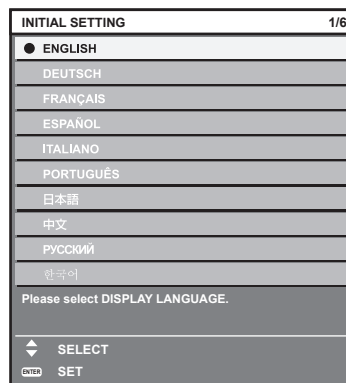 INITIAL SETTING 1/6
ENGLISH
DEUTSCH
FRANÇAIS
ESPAÑOL
ITALIANO
PORTUGUÊS
日本語
中文
РУССКИЙ
한국어
Please select DISPLAY LANGUAGE.
SELECT
ENTER SET